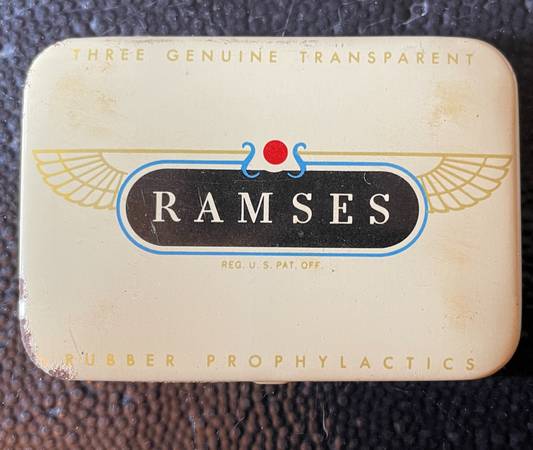 THREE GENUINE TRANSPARENT
RAMSES
REG. U.S. PAT. OFF.
RUBBER PROPHYLACTICS